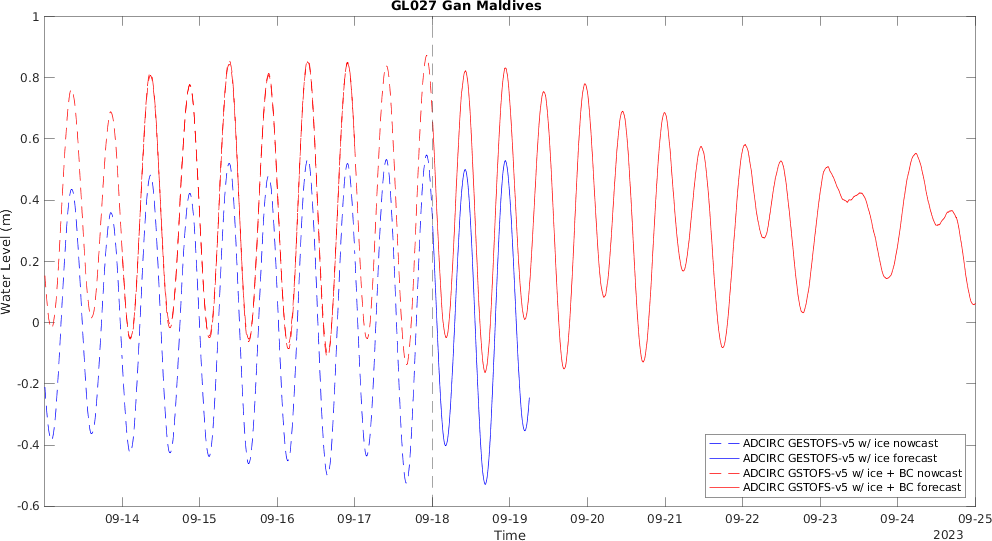 GL027 Gan Maldives
1
0.8
0.6
0.4
0.2
0
-0.2
-0.4
-0.6
Water Level (m)
ADCIRC GESTOFS-v5 w/ ice nowcast
ADCIRC GESTOFS-v5 w/ ice forecast
ADCIRC GSTOFS-v5 w/ ice + BC nowcast
ADCIRC GSTOFS-v5 w/ ice + BC forecast
09-14 09-15 09-16 09-17 09-18 09-19 09-20 09-21 09-22 09-23 09-24 09-25
Time
2023